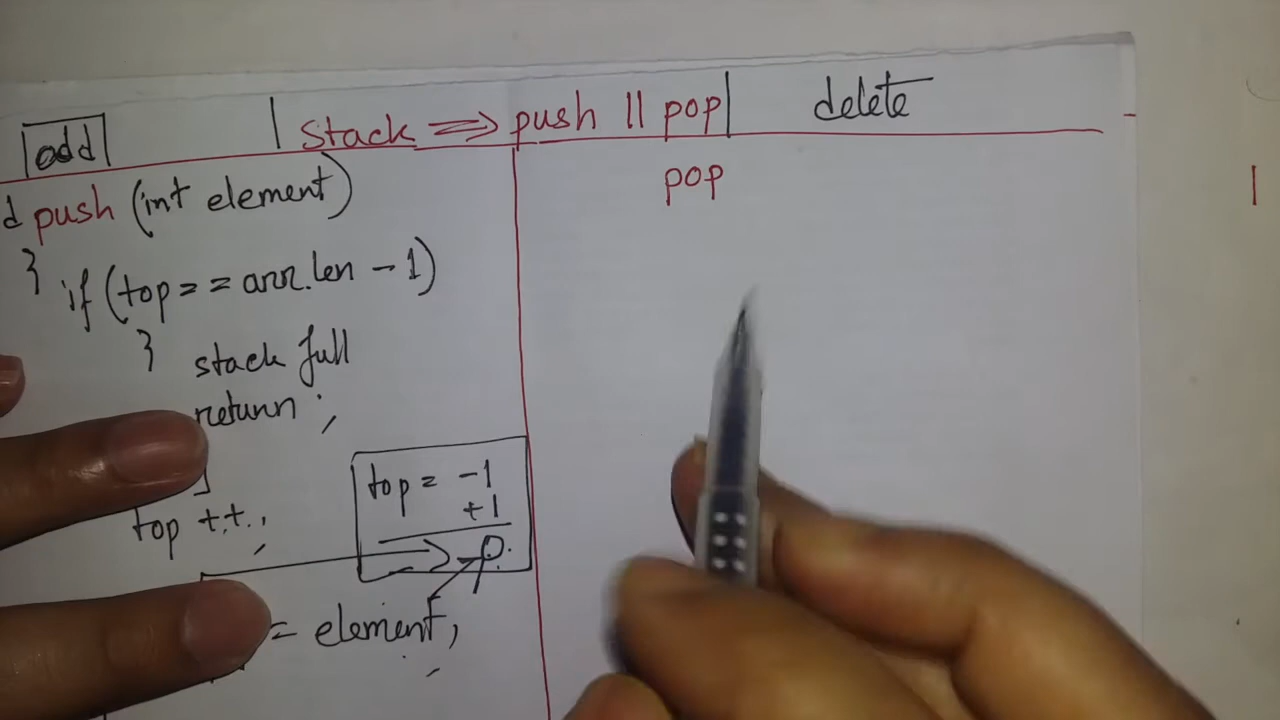 add
stack ⇒ push || pop
delete
d push (int element)
}
if (top == arr.len - 1)
}
stack full
return ;
top ++;
top = -1
+1
0
= element;
pop